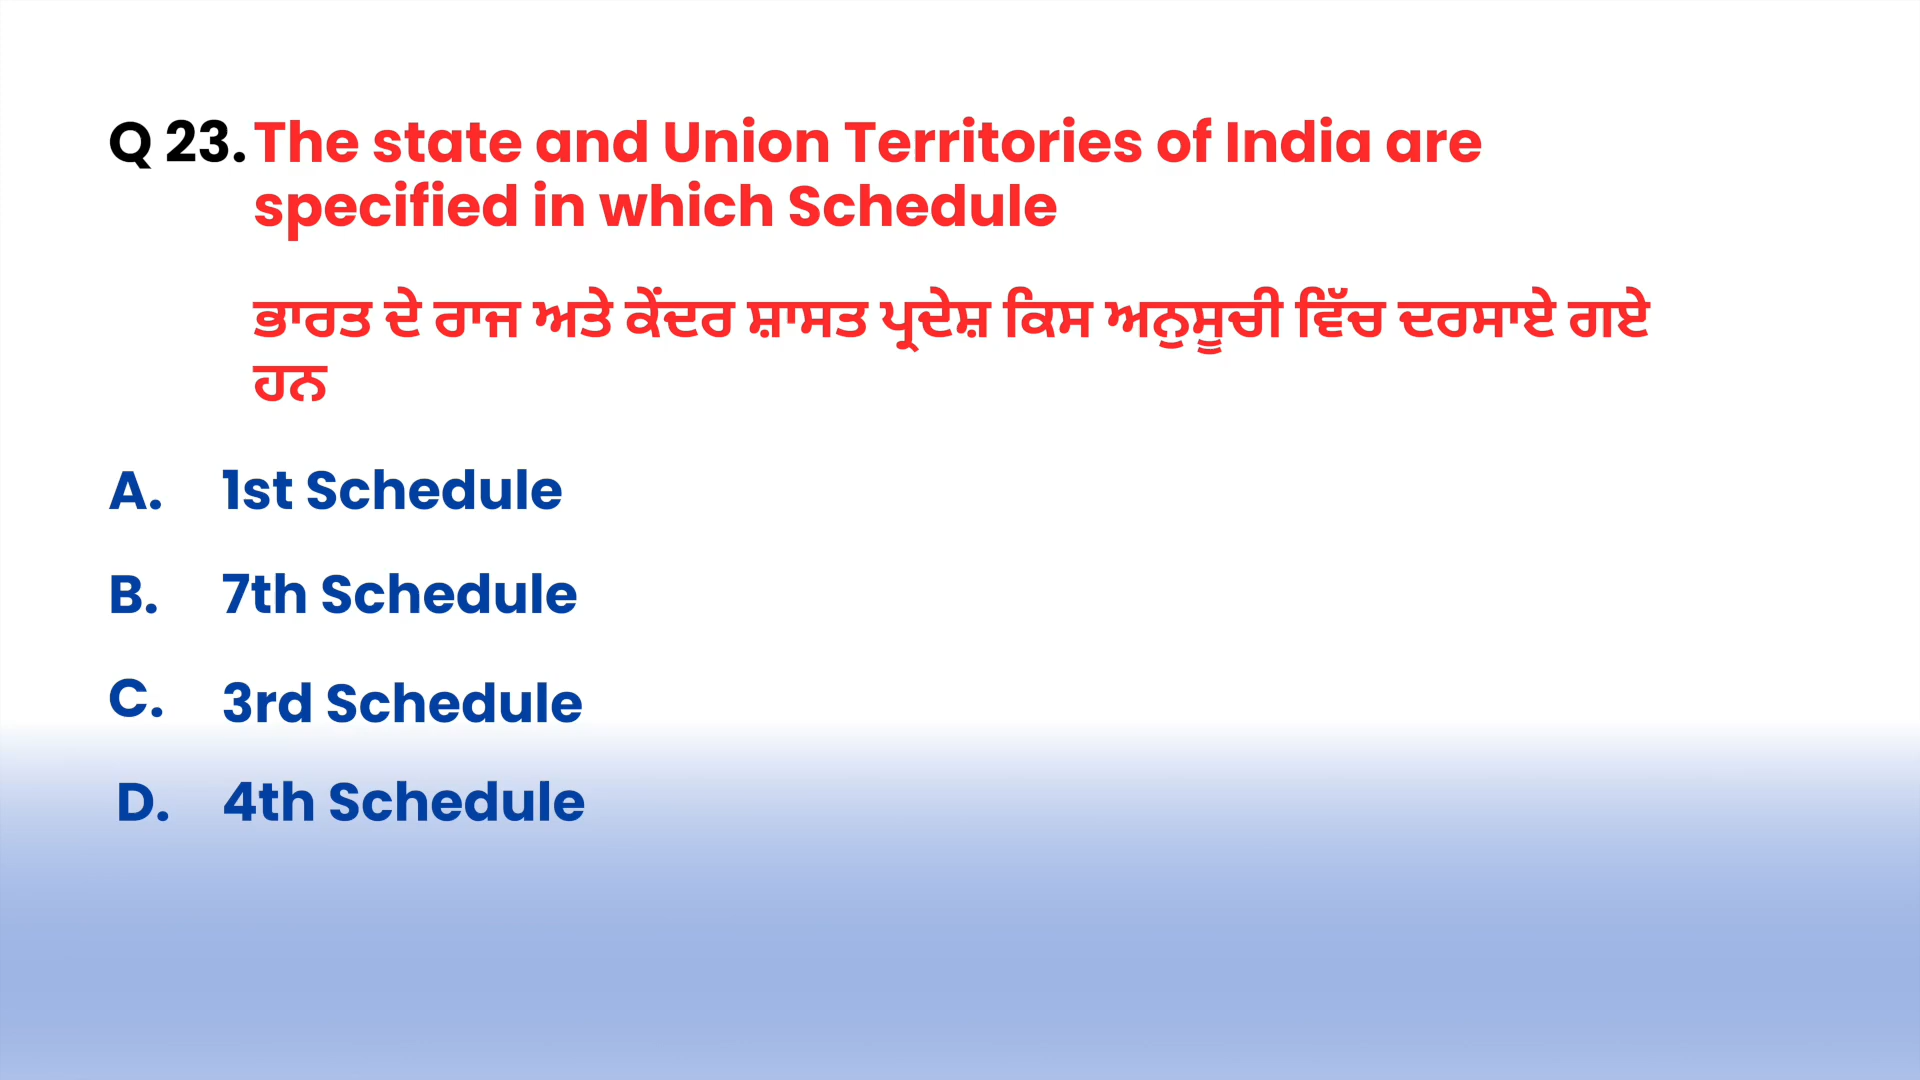 Q 23. The state and Union Territories of India are
specified in which Schedule
ਭਾਰਤ ਦੇ ਰਾਜ ਅਤੇ ਕੇਂਦਰ ਸ਼ਾਸਤ ਪ੍ਰਦੇਸ਼ ਕਿਸ ਅਨੁਸੂਚੀ ਵਿੱਚ ਦਰਸਾਏ ਗਏ
ਹਨ
A. 1st Schedule
B. 7th Schedule
C. 3rd Schedule
D. 4th Schedule